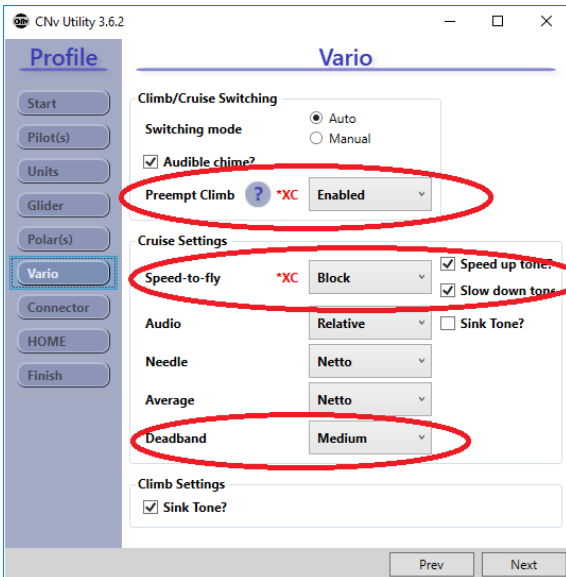 CNv Utility 3.6.2
Profile
Vario
Start
Pilot(s)
Units
Glider
Polar(s)
Vario
Connector
HOME
Finish
Climb/Cruise Switching
Switching mode
Auto
Manual
Audible chime?
Preempt Climb ? *XC Enabled
Cruise Settings
Speed-to-fly *XC Block
Speed up tone?
Slow down tone
Audio Relative Sink Tone?
Needle Netto
Average Netto
Deadband Medium
Climb Settings
Sink Tone?
Prev Next